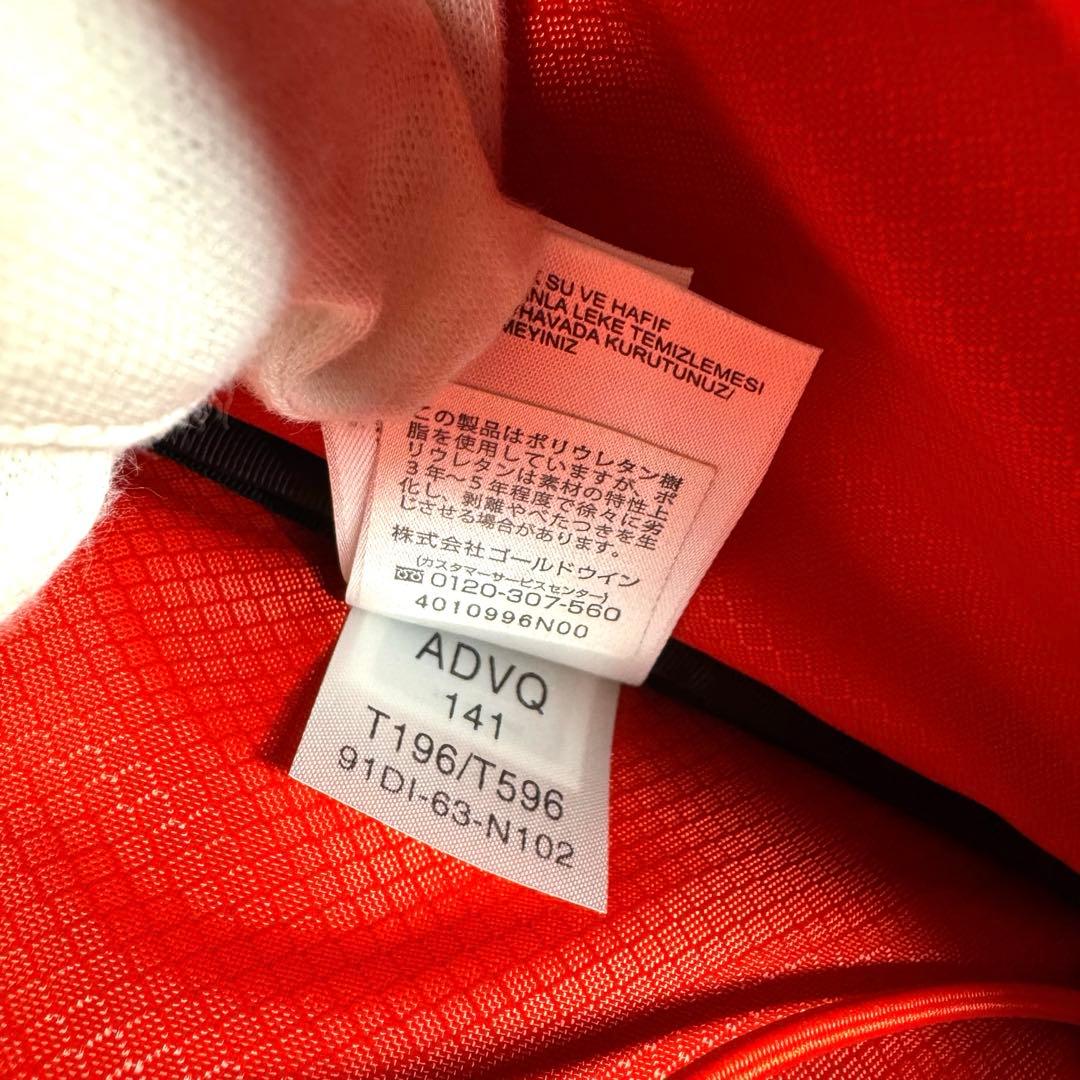 SU VE HAFIF
LEKE TEMIZLEMESI
HAVADA KURUTUNUZ/
MEYINIZ
この製品はポリウレタン樹
脂を使用していますが、ポ
リウレタンは素材の特性上
3年～5年程度で徐々に劣
化し、剥離やべたつきを生
じさせる場合があります。
株式会社ゴールドウイン
(カスタマーサービスセンター)
0120-307-560
4010996N00
ADVQ
141
T196/T596
91DI-63-N102